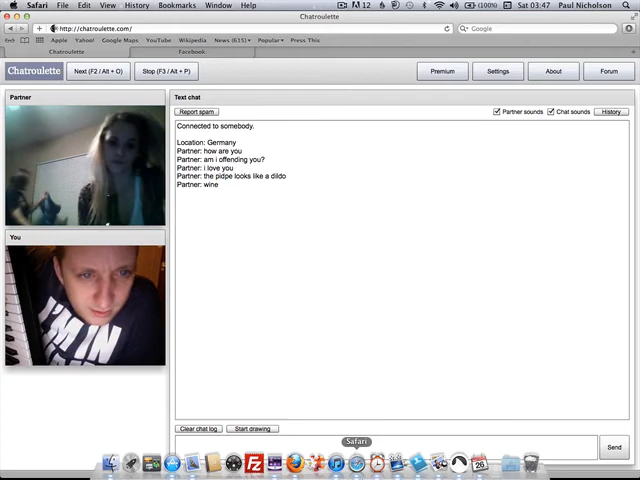 Safari File Edit View History Bookmarks Window Help 12 (100%) Sat 03:47 Paul Nicholson
Chatroulette
http://chatroulette.com/ Google
Apple Yahoo! Google Maps YouTube Wikipedia News (615) Popular Press This
Chatroulette Facebook
Chatroulette Next (F2 / Alt + O) Stop (F3 / Alt + P) Premium Settings About Forum
Partner
Text chat
Report spam Partner sounds Chat sounds History
Connected to somebody.
Location: Germany
Partner: how are you
Partner: am i offending you?
Partner: i love you
Partner: the pidpe looks like a dildo
Partner: wine
You
I'M IN
Clear chat log Start drawing
Safari
Send
26